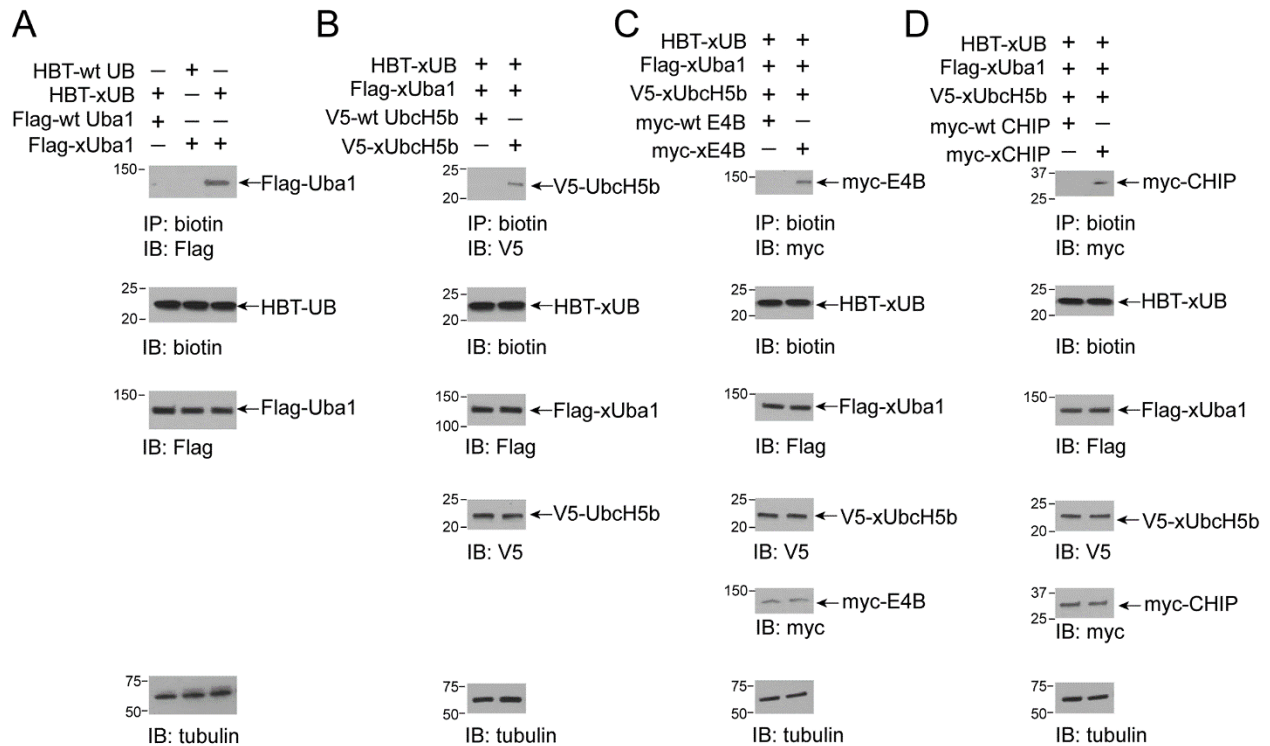 A
HBT-wt UB – + –
HBT-xUB + – +
Flag-wt Uba1 + – –
Flag-xUba1 – + +
150
Flag-Uba1
IP: biotin
IB: Flag
25
20
HBT-UB
IB: biotin
150
Flag-Uba1
IB: Flag
75
50
IB: tubulin
B
HBT-xUB + +
Flag-xUba1 + +
V5-wt UbcH5b + –
V5-xUbcH5b – +
25
20
V5-UbcH5b
IP: biotin
IB: V5
25
20
HBT-xUB
IB: biotin
150
100
Flag-xUba1
IB: Flag
25
20
V5-UbcH5b
IB: V5
75
50
IB: tubulin
C
HBT-xUB + +
Flag-xUba1 + +
V5-xUbcH5b + +
myc-wt E4B + –
myc-xE4B – +
150
myc-E4B
IP: biotin
IB: myc
25
20
HBT-xUB
IB: biotin
150
Flag-xUba1
IB: Flag
25
20
V5-xUbcH5b
IB: V5
150
myc-E4B
IB: myc
75
50
IB: tubulin
D
HBT-xUB + +
Flag-xUba1 + +
V5-xUbcH5b + +
myc-wt CHIP + –
myc-xCHIP – +
37
25
myc-CHIP
IP: biotin
IB: myc
25
20
HBT-xUB
IB: biotin
150
Flag-xUba1
IB: Flag
25
20
V5-xUbcH5b
IB: V5
37
25
myc-CHIP
IB: myc
75
50
IB: tubulin